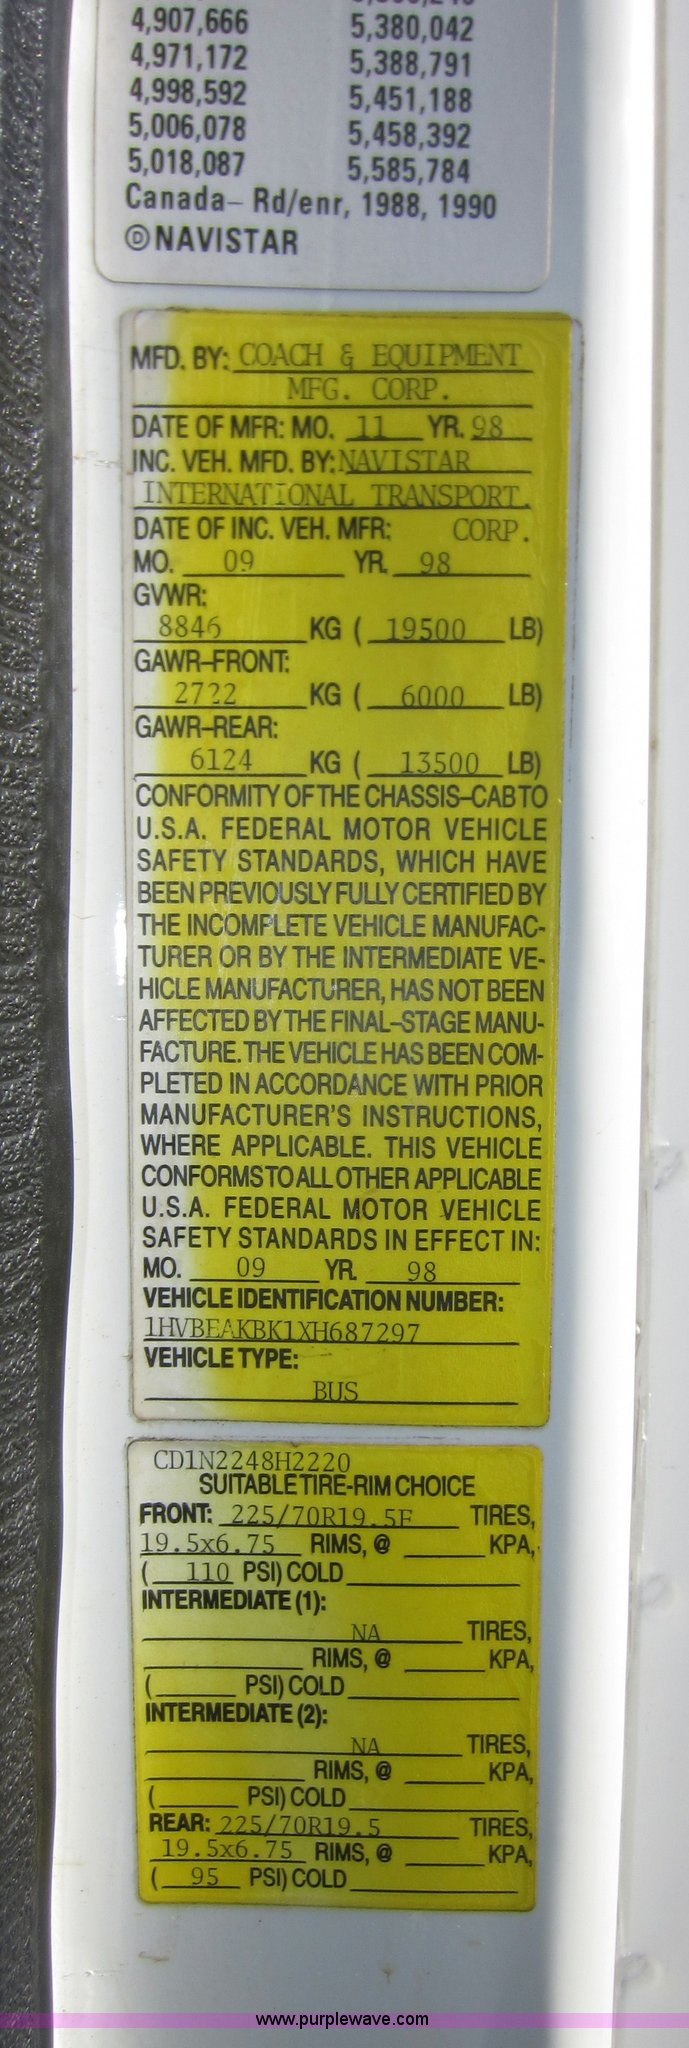 4,907,666 5,380,042
4,971,172 5,388,791
4,998,592 5,451,188
5,006,078 5,458,392
5,018,087 5,585,784
Canada– Rd/enr, 1988, 1990
Ⓓ NAVISTAR
MFD. BY: COACH & EQUIPMENT
MFG. CORP.
DATE OF MFR: MO. 11 YR. 98
INC. VEH. MFD. BY: NAVISTAR
INTERNATIONAL TRANSPORT.
DATE OF INC. VEH. MFR: CORP.
MO. 09 YR. 98
GVWR:
8846 KG ( 19500 LB)
GAWR–FRONT:
2722 KG ( 6000 LB)
GAWR–REAR:
6124 KG ( 13500 LB)
CONFORMITY OF THE CHASSIS–CAB TO
U.S.A. FEDERAL MOTOR VEHICLE
SAFETY STANDARDS, WHICH HAVE
BEEN PREVIOUSLY FULLY CERTIFIED BY
THE INCOMPLETE VEHICLE MANUFAC-
TURER OR BY THE INTERMEDIATE VE-
HICLE MANUFACTURER, HAS NOT BEEN
AFFECTED BY THE FINAL–STAGE MANU-
FACTURE. THE VEHICLE HAS BEEN COM-
PLETED IN ACCORDANCE WITH PRIOR
MANUFACTURER'S INSTRUCTIONS,
WHERE APPLICABLE. THIS VEHICLE
CONFORMS TO ALL OTHER APPLICABLE
U.S.A. FEDERAL MOTOR VEHICLE
SAFETY STANDARDS IN EFFECT IN:
MO. 09 YR. 98
VEHICLE IDENTIFICATION NUMBER:
1HVBEAKBK1XH687297
VEHICLE TYPE:
BUS
CD1N2248H2220
SUITABLE TIRE-RIM CHOICE
FRONT: 225/70R19.5F TIRES,
19.5x6.75 RIMS, @ KPA,
( 110 PSI) COLD
INTERMEDIATE (1):
NA TIRES,
RIMS, @ KPA,
( PSI) COLD
INTERMEDIATE (2):
NA TIRES,
RIMS, @ KPA,
( PSI) COLD
REAR: 225/70R19.5 TIRES,
19.5x6.75 RIMS, @ KPA,
( 95 PSI) COLD
www.purplewave.com